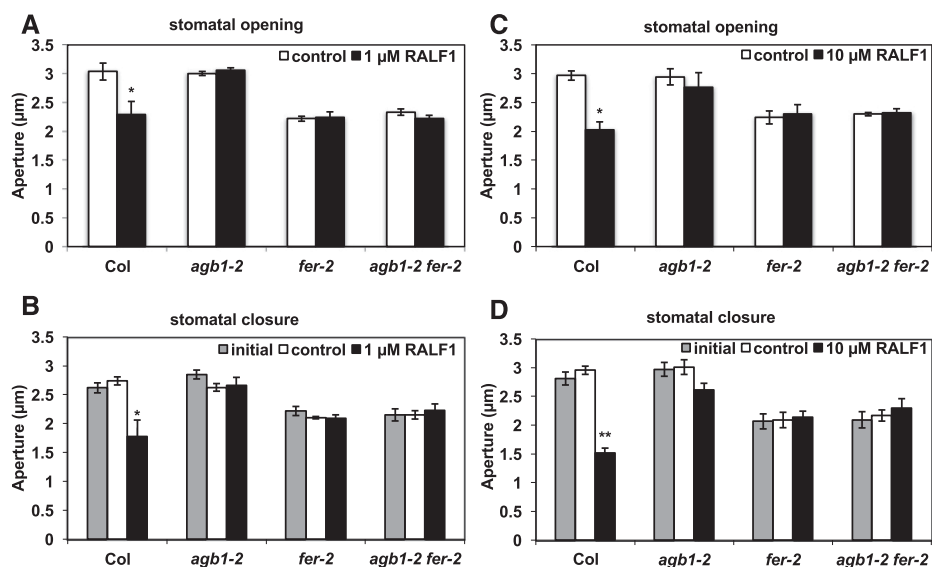 A
stomatal opening
control 1 µM RALF1
Aperture (µm)
3.5
3
2.5
2
1.5
1
0.5
0
*
Col agb1-2 fer-2 agb1-2 fer-2
C
stomatal opening
control 10 µM RALF1
Aperture (µm)
3.5
3
2.5
2
1.5
1
0.5
0
*
Col agb1-2 fer-2 agb1-2 fer-2
B
stomatal closure
initial control 1 µM RALF1
Aperture (µm)
3.5
3
2.5
2
1.5
1
0.5
0
*
Col agb1-2 fer-2 agb1-2 fer-2
D
stomatal closure
initial control 10 µM RALF1
Aperture (µm)
3.5
3
2.5
2
1.5
1
0.5
0
**
Col agb1-2 fer-2 agb1-2 fer-2